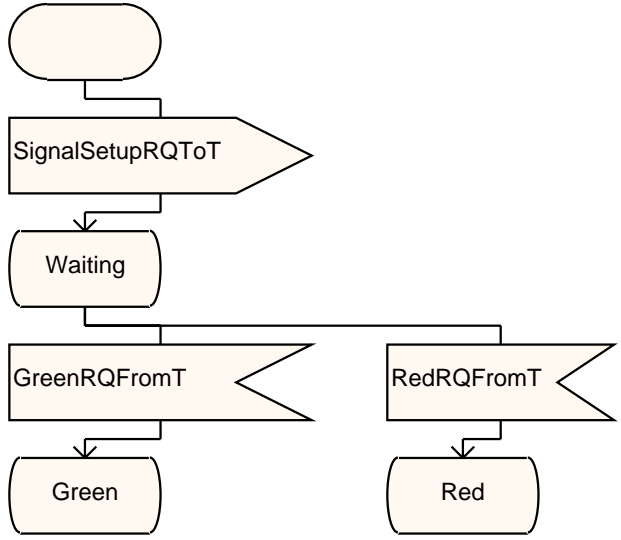 SignalSetupRQToT
Waiting
GreenRQFromT
RedRQFromT
Green
Red